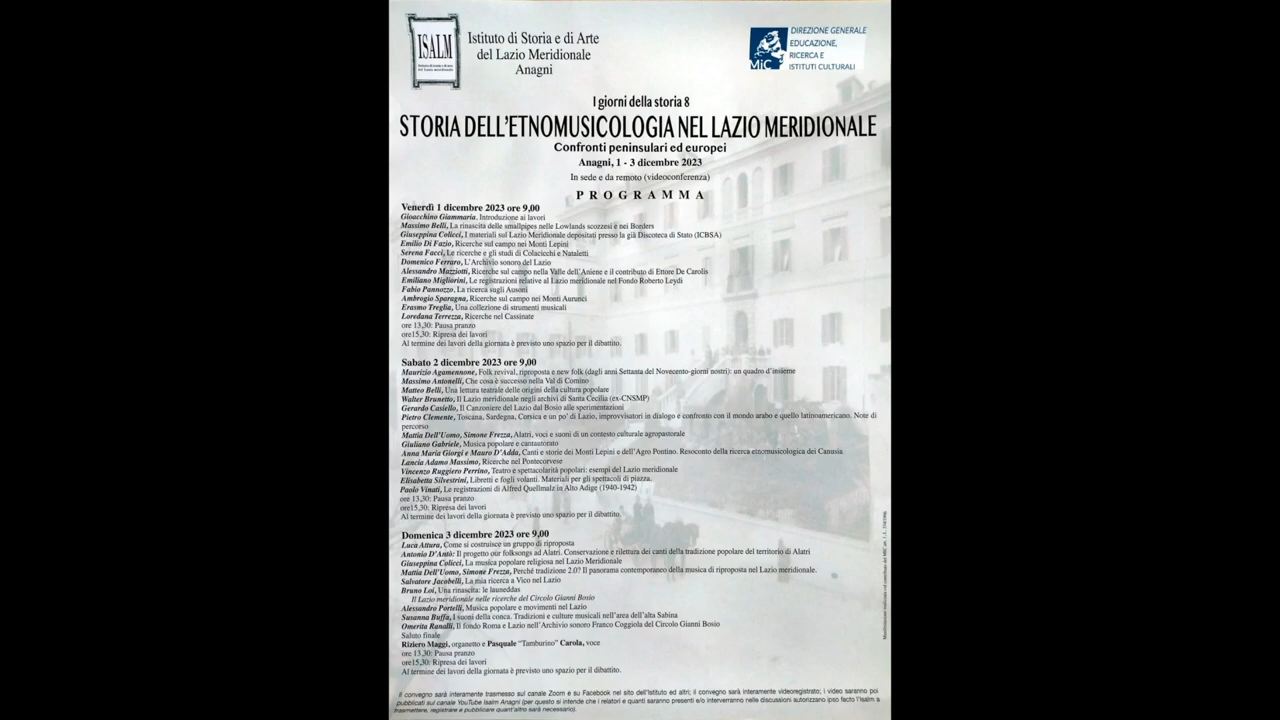 ISALM
Istituto di Storia e di Arte
del Lazio Meridionale
Anagni
MiC
DIREZIONE GENERALE
EDUCAZIONE,
RICERCA E
ISTITUTI CULTURALI
I giorni della storia 8
STORIA DELL'ETNOMUSICOLOGIA NEL LAZIO MERIDIONALE
Confronti peninsulari ed europei
Anagni, 1 - 3 dicembre 2023
In sede e da remoto (videoconferenza)
PROGRAMMA
Venerdì 1 dicembre 2023 ore 9,00
Gioacchino Giammaria, Introduzione ai lavori
Massimo Belli, La rinascita delle smallpipes nelle Lowlands scozzesi e nei Borders
Giuseppina Colicci, I materiali sul Lazio Meridionale depositati presso la già Discoteca di Stato (ICBSA)
Emilio Di Fazio, Ricerche sul campo nei Monti Lepini
Serena Facci, Le ricerche e gli studi di Colacicchi e Nataletti
Domenico Ferraro, L'Archivio sonoro del Lazio
Alessandro Mazziotti, Ricerche sul campo nella Valle dell'Aniene e il contributo di Ettore De Carolis
Emiliano Migliorini, Le registrazioni relative al Lazio meridionale nel Fondo Roberto Leydi
Fabio Pannozzo, La ricerca sugli Ausoni
Ambrogio Sparagna, Ricerche sul campo nei Monti Aurunci
Erasmo Treglia, Una collezione di strumenti musicali
Loredana Terrezza, Ricerche nel Cassinate
ore 13,30: Pausa pranzo
ore15,30: Ripresa dei lavori
Al termine dei lavori della giornata è previsto uno spazio per il dibattito.
Sabato 2 dicembre 2023 ore 9,00
Maurizio Agamennone, Folk revival, riproposta e new folk (dagli anni Settanta del Novecento-giorni nostri): un quadro d'insieme
Massimo Antonelli, Che cosa è successo nella Val di Comino
Matteo Belli, Una lettura teatrale delle origini della cultura popolare
Walter Brunetto, Il Lazio meridionale negli archivi di Santa Cecilia (ex-CNSMP)
Gerardo Casiello, Il Canzoniere del Lazio dal Bosio alle sperimentazioni
Pietro Clemente, Toscana, Sardegna, Corsica e un po' di Lazio, improvvisatori in dialogo e confronto con il mondo arabo e quello latinoamericano. Note di
percorso
Mattia Dell'Uomo, Simone Frezza, Alatri, voci e suoni di un contesto culturale agropastorale
Giuliano Gabriele, Musica popolare e cantautorato
Anna Maria Giorgi e Mauro D'Addia, Canti e storie dei Monti Lepini e dell'Agro Pontino. Resoconto della ricerca etnomusicologica dei Canusia
Lancia Adamo Massimo, Ricerche nel Pontecorvese
Vincenzo Ruggiero Perrino, Teatro e spettacolarità popolari: esempi del Lazio meridionale
Elisabetta Silvestrini, Libretti e fogli volanti. Materiali per gli spettacoli di piazza.
Paolo Vinati, Le registrazioni di Alfred Quellmalz in Alto Adige (1940-1942)
ore 13,30: Pausa pranzo
ore15,30: Ripresa dei lavori
Al termine dei lavori della giornata è previsto uno spazio per il dibattito.
Domenica 3 dicembre 2023 ore 9,00
Luca Attura, Come si costruisce un gruppo di riproposta
Antonio D'Antò: Il progetto our folksongs ad Alatri. Conservazione e rilettura dei canti della tradizione popolare del territorio di Alatri
Giuseppina Colicci, La musica popolare religiosa nel Lazio Meridionale
Mattia Dell'Uomo, Simone Frezza, Perché tradizione 2.0? Il panorama contemporaneo della musica di riproposta nel Lazio meridionale.
Salvatore Jacobelli, La mia ricerca a Vico nel Lazio
Bruno Loi, Una rinascita: le launeddas
Il Lazio meridionale nelle ricerche del Circolo Gianni Bosio
Alessandro Portelli, Musica popolare e movimenti nel Lazio
Susanna Buffa, I suoni della conca. Tradizioni e culture musicali nell'area dell'alta Sabina
Omerita Ranalli, Il fondo Roma e Lazio nell'Archivio sonoro Franco Coggiola del Circolo Gianni Bosio
Saluto finale
Riziero Maggi, organetto e Pasquale "Tamburino" Carola, voce
ore 13,30: Pausa pranzo
ore15,30: Ripresa dei lavori
Al termine dei lavori della giornata è previsto uno spazio per il dibattito.
Il convegno sarà interamente trasmesso sul canale Zoom e su Facebook nel sito dell'Istituto ed altri; il convegno sarà interamente videoregistrato; i video saranno poi
pubblicati sul canale YouTube Isalm Anagni (per questo si intende che i relatori e quanti saranno presenti e/o interverranno nelle discussioni autorizzano ipso facto l'Isalm a
trasmettere, registrare e pubblicare quant'altro sarà necessario).